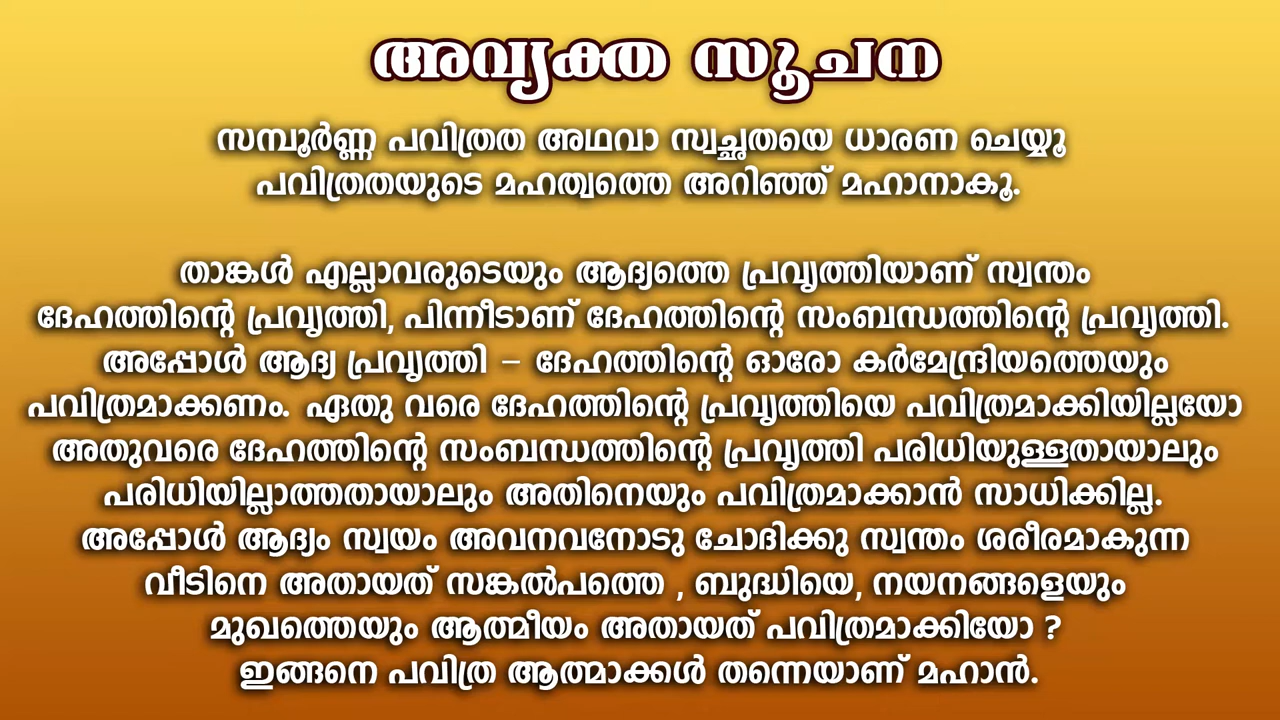 അവ്യക്ത സൂചന
സമ്പൂർണ്ണ പവിത്രത അഥവാ സ്വച്ഛതയെ ധാരണ ചെയ്യൂ
പവിത്രതയുടെ മഹത്വത്തെ അറിഞ്ഞ് മഹാനാകൂ.
താങ്കൾ എല്ലാവരുടെയും ആദ്യത്തെ പ്രവൃത്തിയാണ് സ്വന്തം
ദേഹത്തിന്റെ പ്രവൃത്തി, പിന്നീടാണ് ദേഹത്തിന്റെ സംബന്ധത്തിന്റെ പ്രവൃത്തി.
അപ്പോൾ ആദ്യ പ്രവൃത്തി – ദേഹത്തിന്റെ ഓരോ കർമേന്ദ്രിയത്തെയും
പവിത്രമാക്കണം. ഏതു വരെ ദേഹത്തിന്റെ പ്രവൃത്തിയെ പവിത്രമാക്കിയില്ലയോ
അതുവരെ ദേഹത്തിന്റെ സംബന്ധത്തിന്റെ പ്രവൃത്തി പരിധിയുള്ളതായാലും
പരിധിയില്ലാത്തതായാലും അതിനെയും പവിത്രമാക്കാൻ സാധിക്കില്ല.
അപ്പോൾ ആദ്യം സ്വയം അവനവനോടു ചോദിക്കു സ്വന്തം ശരീരമാകുന്ന
വീടിനെ അതായത് സങ്കൽപത്തെ , ബുദ്ധിയെ, നയനങ്ങളെയും
മുഖത്തെയും ആത്മീയം അതായത് പവിത്രമാക്കിയോ ?
ഇങ്ങനെ പവിത്ര ആത്മാക്കൾ തന്നെയാണ് മഹാൻ.